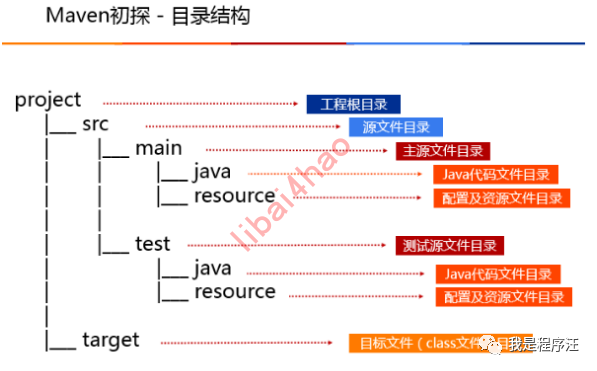 Maven初探 - 目录结构
project 工程根目录
|___ src 源文件目录
|___ main 主源文件目录
|___ java Java代码文件目录
|___ resource 配置及资源文件目录
|___ test 测试源文件目录
|___ java Java代码文件目录
|___ resource 配置及资源文件目录
|___ target 目标文件(class文件 目录
libai4hao
我是程序汪